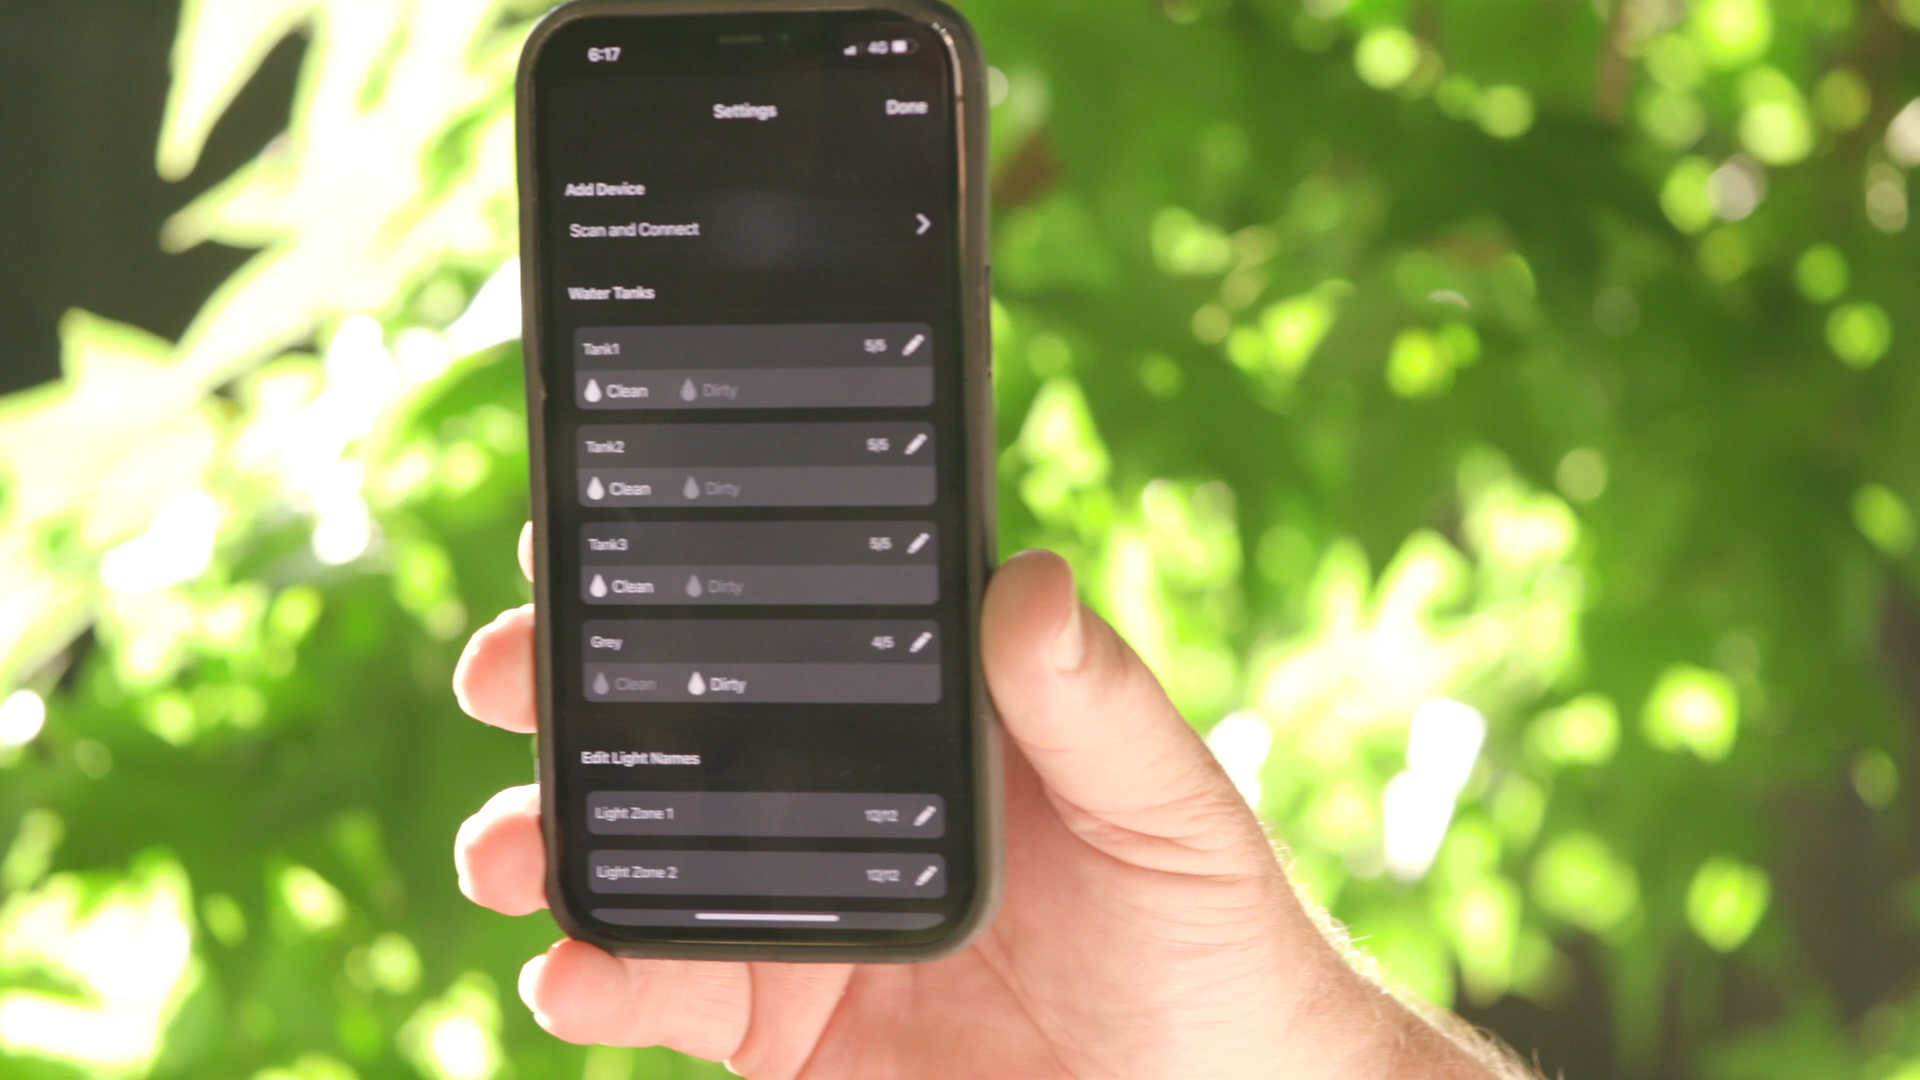 6:17
4G
Settings
Done
Add Device
Scan and Connect
Water Tanks
Tank1
5/5
Clean
Dirty
Tank2
5/5
Clean
Dirty
Tank3
5/5
Clean
Dirty
Grey
4/5
Clean
Dirty
Edit Light Names
Light Zone 1
12/12
Light Zone 2
12/12